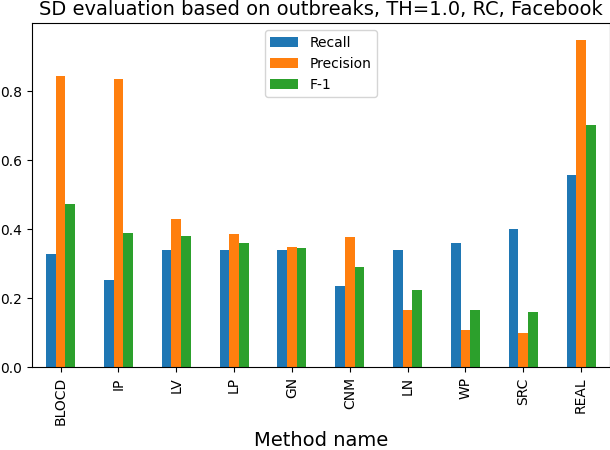 SD evaluation based on outbreaks, TH=1.0, RC, Facebook
Recall
Precision
F-1
0.8
0.6
0.4
0.2
0.0
BLOCD
IP
LV
LP
GN
CNM
LN
WP
SRC
REAL
Method name